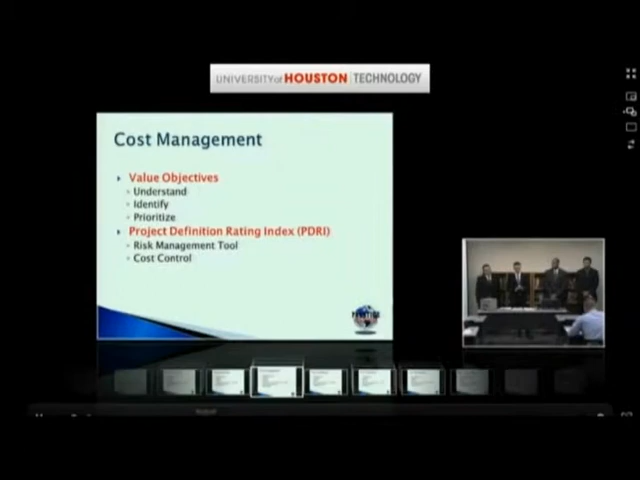 UNIVERSITY of HOUSTON | TECHNOLOGY
Cost Management
Value Objectives
Understand
Identify
Prioritize
Project Definition Rating Index (PDRI)
Risk Management Tool
Cost Control